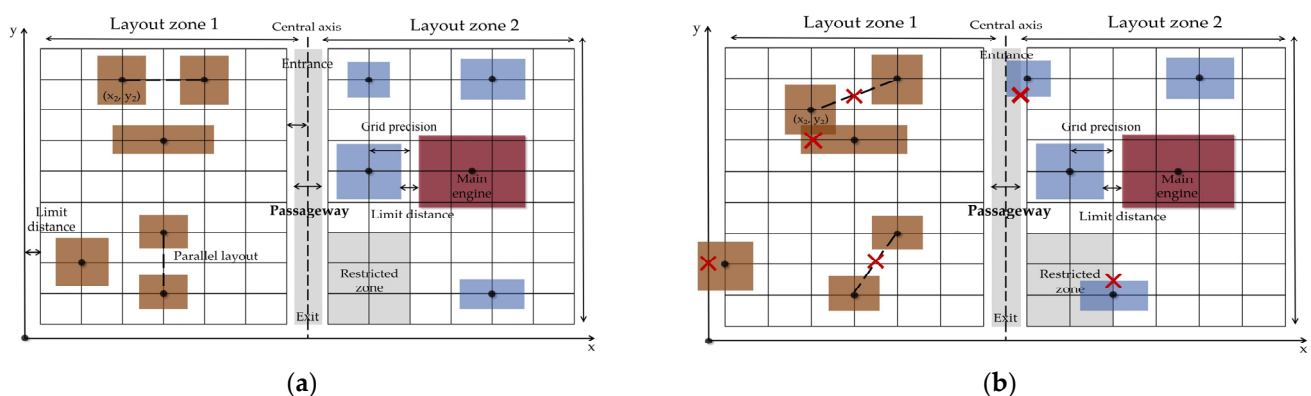 Layout zone 1
Central axis
Layout zone 2
y
Entrance
(x₂, y₂)
Grid precision
Main
engine
Passageway
Limit distance
Limit
distance
Parallel layout
Restricted
zone
Exit
x
(a)
Layout zone 1
Central axis
Layout zone 2
y
Entrance
(x₂, y₂)
Grid precision
Main
engine
Passageway
Limit distance
Restricted
zone
Exit
x
(b)